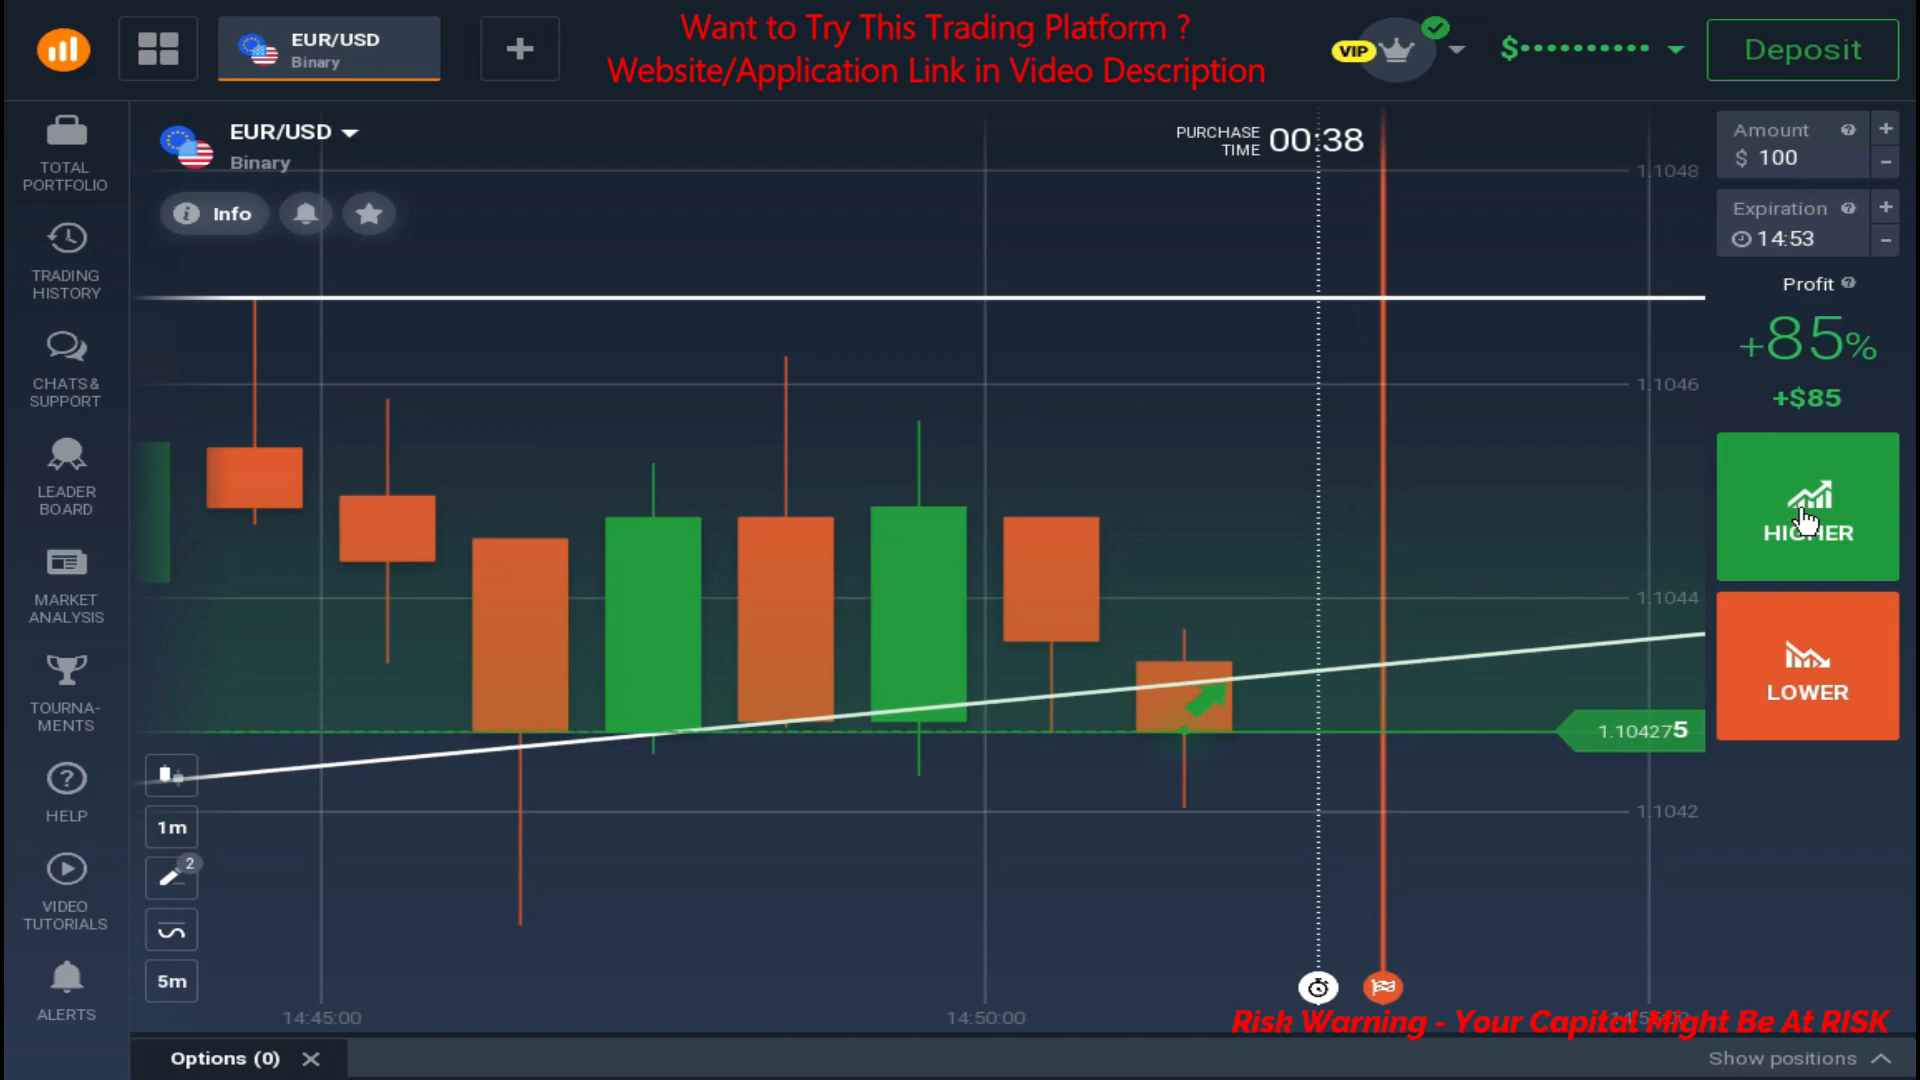 EUR/USD
Binary
Want to Try This Trading Platform ?
Website/Application Link in Video Description
VIP
$••••••••••
Deposit
TOTAL
PORTFOLIO
TRADING
HISTORY
CHATS &
SUPPORT
LEADER
BOARD
MARKET
ANALYSIS
TOURNA-
MENTS
HELP
VIDEO
TUTORIALS
ALERTS
EUR/USD
Binary
Info
PURCHASE
TIME
00:38
1.1048
1.1046
1.1044
1.104275
1.1042
1m
2
5m
14:45:00
14:50:00
Amount
$ 100
Expiration
14:53
Profit
+85%
+$85
HIGHER
LOWER
Risk Warning - Your Capital Might Be At RISK
Options (0)
Show positions